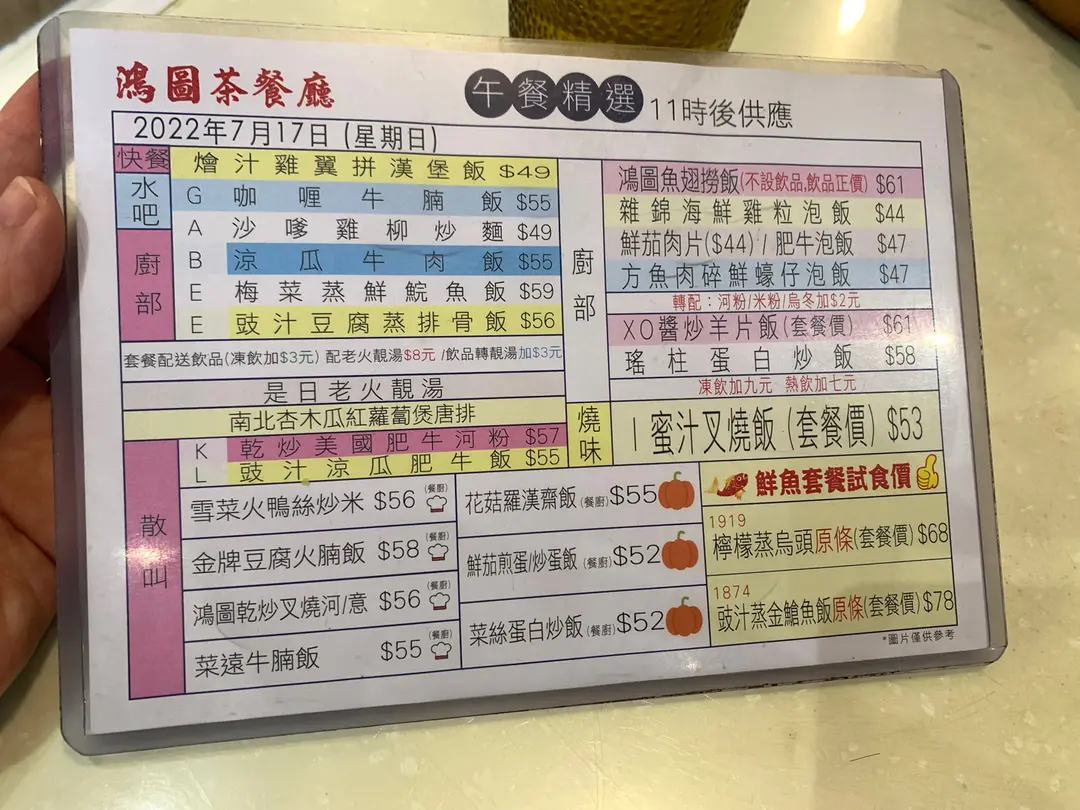 鴻圖茶餐廳
午餐精選 11時後供應
2022年7月17日 (星期日)
快餐 燴汁雞翼拼漢堡飯 $49
水吧 G 咖喱牛腩飯 $55
A 沙嗲雞柳炒麵 $49
廚部 B 涼瓜牛肉飯 $55
E 梅菜蒸鮮鯇魚飯 $59
E 豉汁豆腐蒸排骨飯 $56
套餐配送飲品(凍飲加$3元) 配老火靚湯$8元 /飲品轉靚湯加$3元
是日老火靚湯
南北杏木瓜紅蘿蔔煲唐排
K 乾炒美國肥牛河粉 $57
L 豉汁涼瓜肥牛飯 $55
廚部
鴻圖魚翅撈飯(不設飲品,飲品正價) $61
雜錦海鮮雞粒泡飯 $44
鮮茄肉片($44) / 肥牛泡飯 $47
方魚肉碎鮮蠔仔泡飯 $47
轉配：河粉/米粉/烏冬加$2元
XO醬炒羊片飯(套餐價) $61
瑤柱蛋白炒飯 $58
凍飲加九元 熱飲加七元
燒味 I 蜜汁叉燒飯 (套餐價) $53
散叫
雪菜火鴨絲炒米 $56 (餐廚)
金牌豆腐火腩飯 $58 (餐廚)
鴻圖乾炒叉燒河/意 $56 (餐廚)
菜遠牛腩飯 $55 (餐廚)
花菇羅漢齋飯 (餐廚) $55
鮮茄煎蛋/炒蛋飯 (餐廚) $52
菜絲蛋白炒飯 (餐廚) $52
鮮魚套餐試食價
1919
檸檬蒸烏頭原條(套餐價) $68
1874
豉汁蒸金鯧魚飯原條(套餐價) $78
*圖片僅供參考